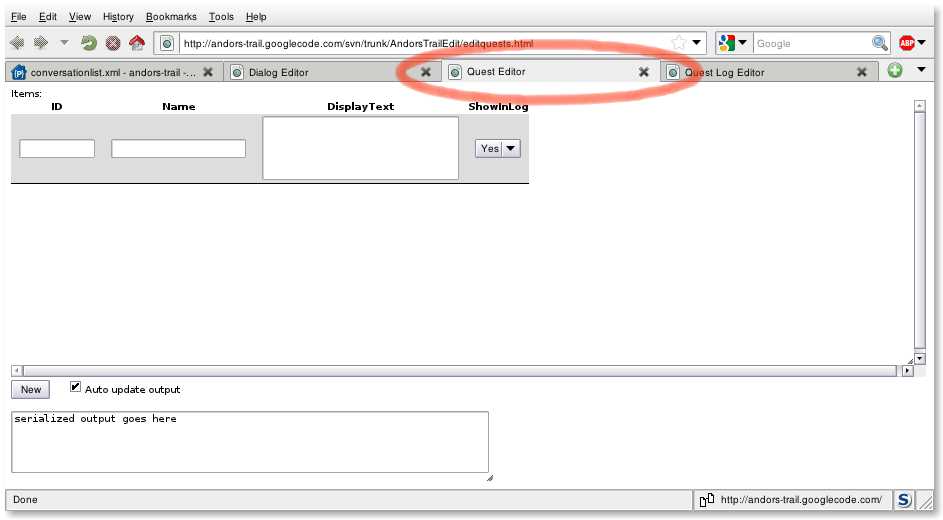 File Edit View History Bookmarks Tools Help
http://andors-trail.googlecode.com/svn/trunk/AndorsTrailEdit/editquests.html Google ABP
conversationlist.xml - andors-trail -... Dialog Editor Quest Editor Quest Log Editor
Items:
ID Name DisplayText ShowInLog
Yes
New Auto update output
serialized output goes here
Done http://andors-trail.googlecode.com/ S